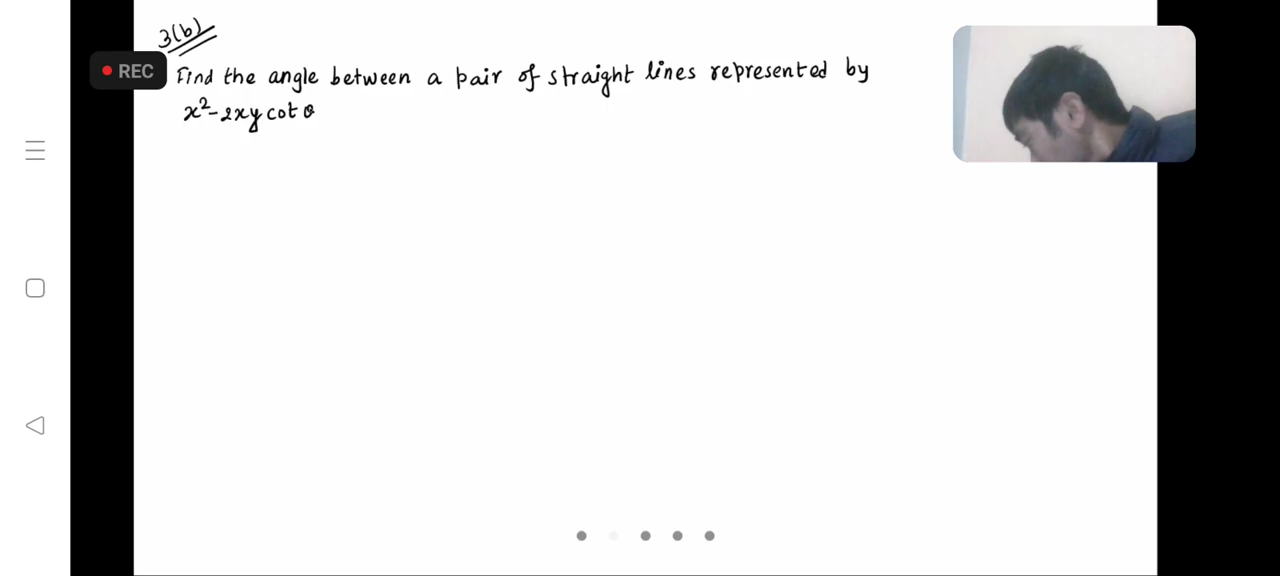 3(b)
REC
Find the angle between a pair of straight lines represented by
x²-2xy cot θ